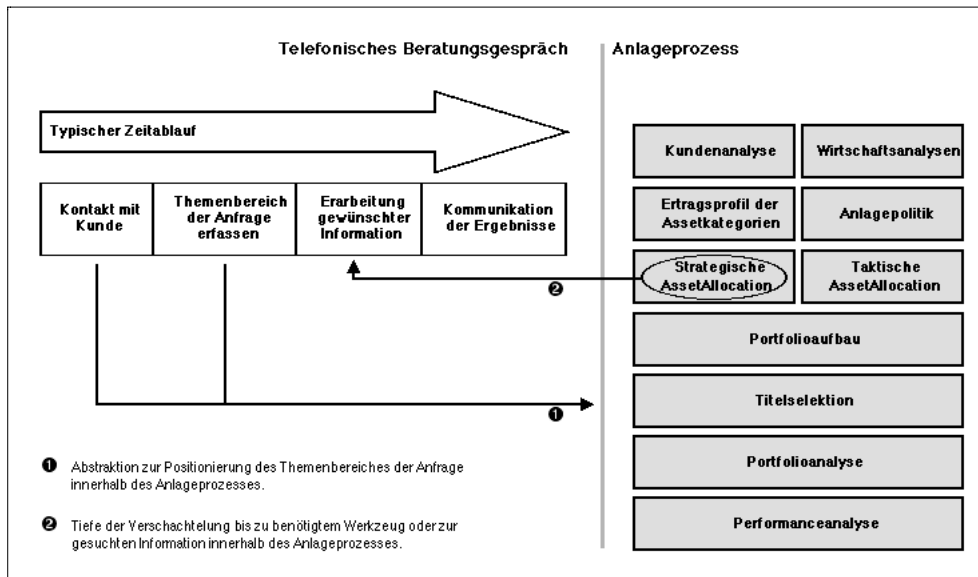 Telefonisches Beratungsgespräch
Anlageprozess
Typischer Zeitablauf
Kontakt mit
Kunde
Themenbereich
der Anfrage
erfassen
Erarbeitung
gewünschter
Information
Kommunikation
der Ergebnisse
Kundenanalyse
Wirtschaftsanalysen
Ertragsprofil der
Assetkategorien
Anlagepolitik
Strategische
AssetAllocation
Taktische
AssetAllocation
❷
Portfolioaufbau
Titelselektion
❶
Portfolioanalyse
Performanceanalyse
❶ Abstraktion zur Positionierung des Themenbereiches der Anfrage
innerhalb des Anlageprozesses.
❷ Tiefe der Verschachtelung bis zu benötigtem Werkzeug oder zur
gesuchten Information innerhalb des Anlageprozesses.